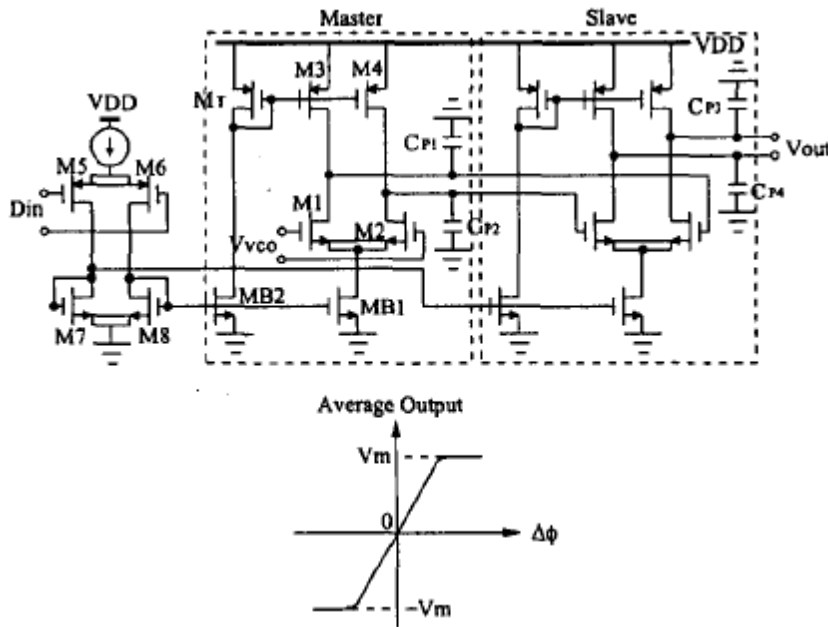 Master
Slave
VDD
MT
M3
M4
VDD
CP1
CP3
Vout
M5
M6
Din
M1
M2
Vvco
CP2
CP4
MB2
MB1
M7
M8
Average Output
Vm
0
Δϕ
-Vm